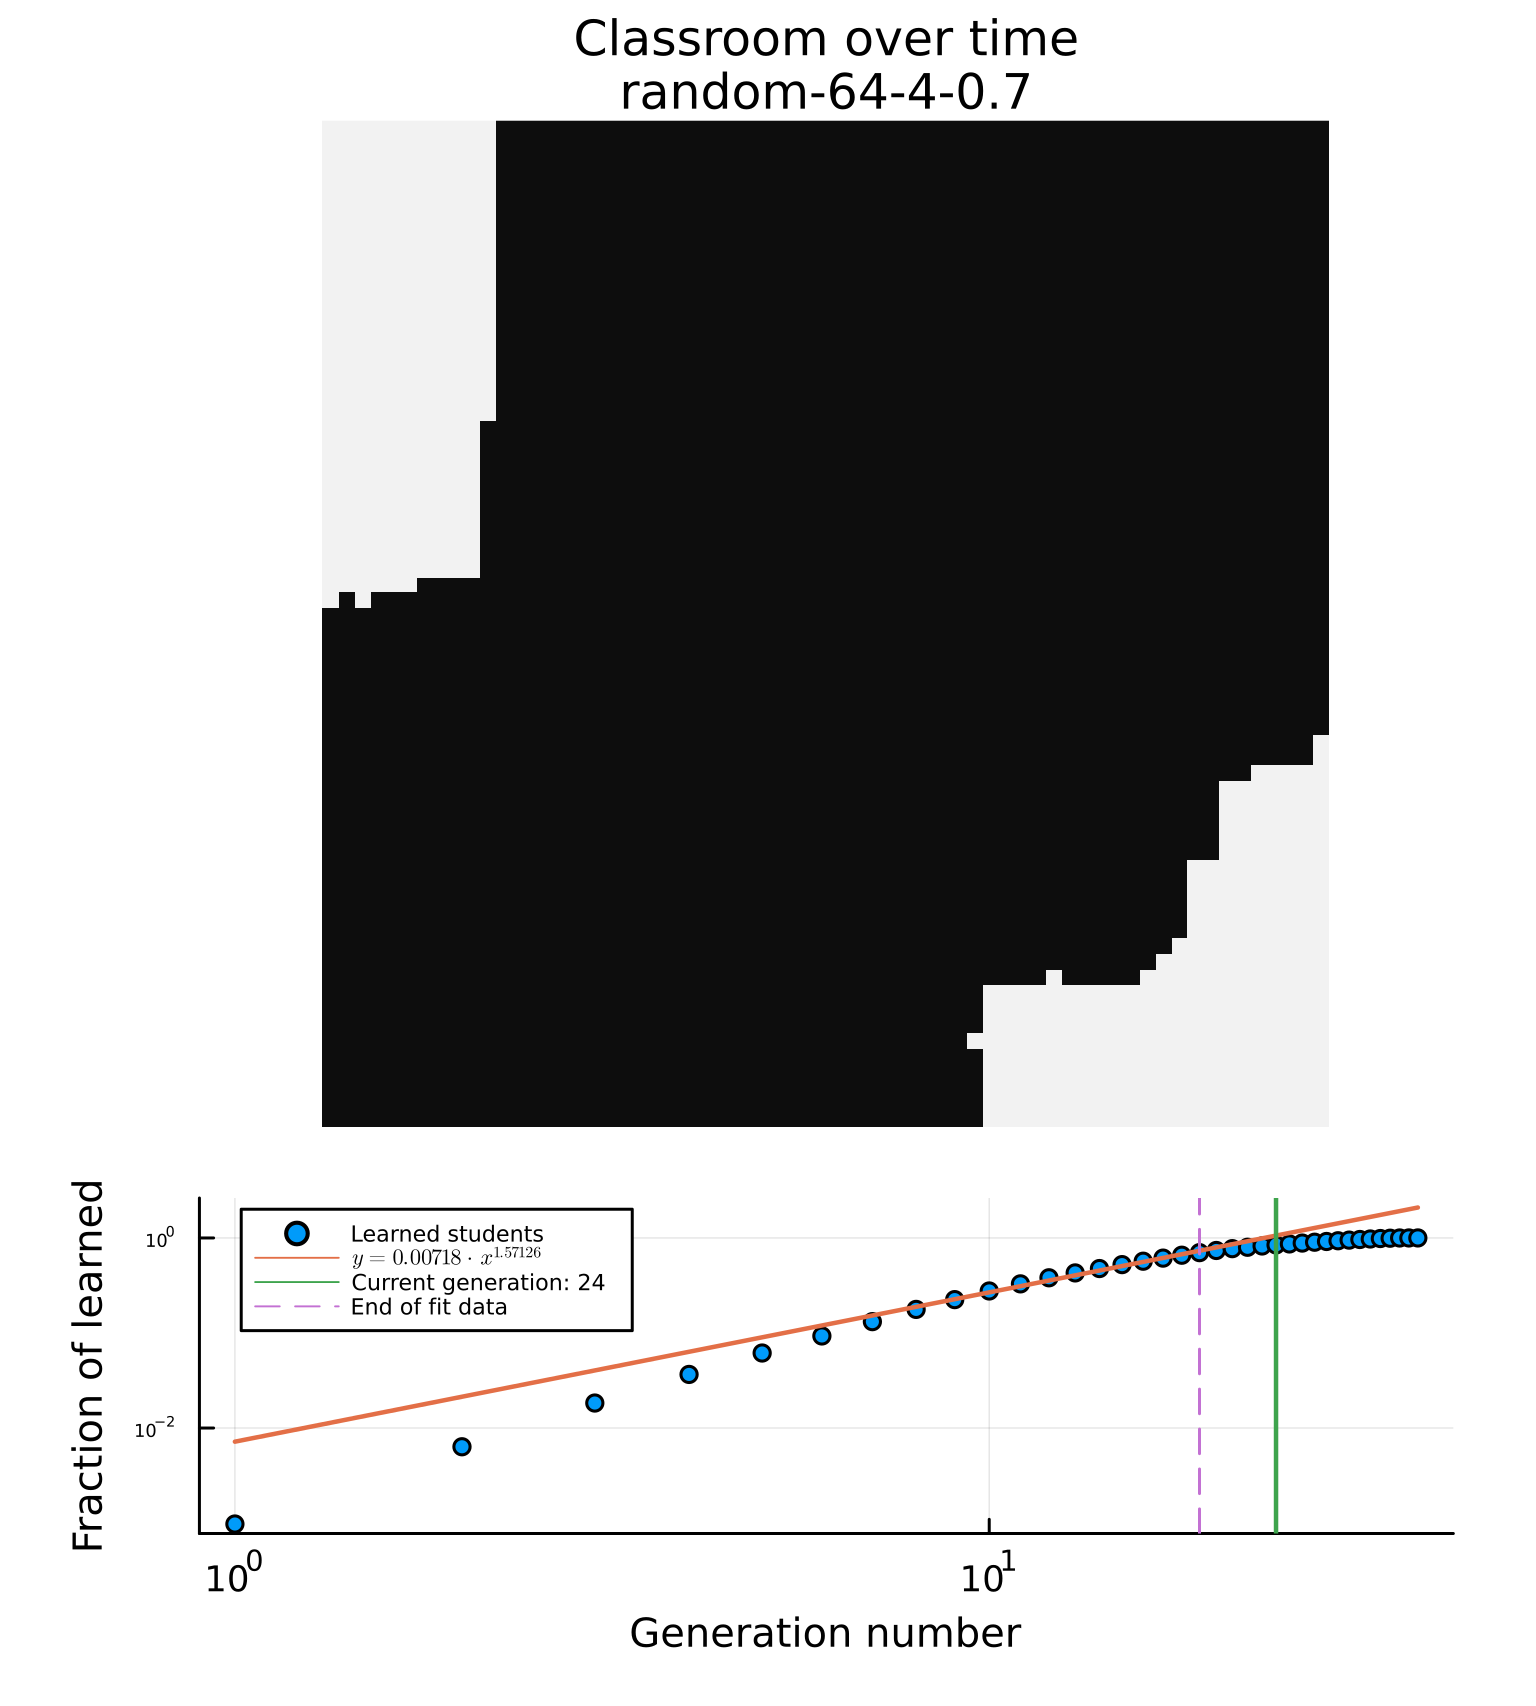 Classroom over time
random-64-4-0.7
Fraction of learned
10⁰
10⁻²
Learned students
y = 0.00718 · x^1.57126
Current generation: 24
End of fit data
10⁰
10¹
Generation number